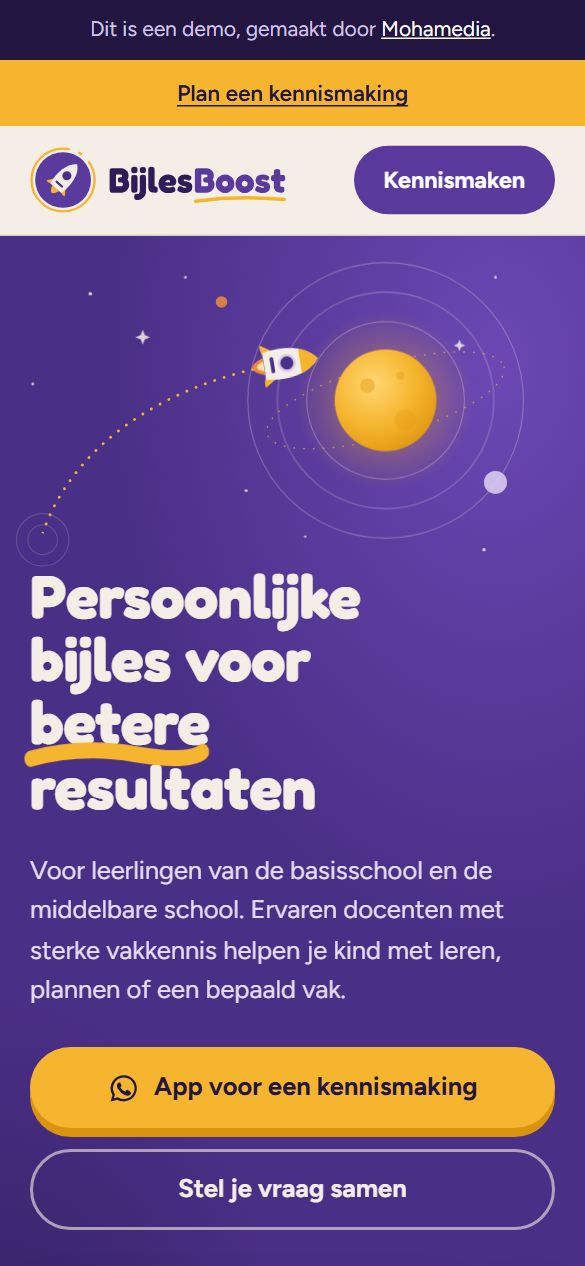 Dit is een demo, gemaakt door Mohamedia.
Plan een kennismaking
BijlesBoost
Kennismaken
Persoonlijke
bijles voor
betere
resultaten
Voor leerlingen van de basisschool en de
middelbare school. Ervaren docenten met
sterke vakkennis helpen je kind met leren,
plannen of een bepaald vak.
App voor een kennismaking
Stel je vraag samen